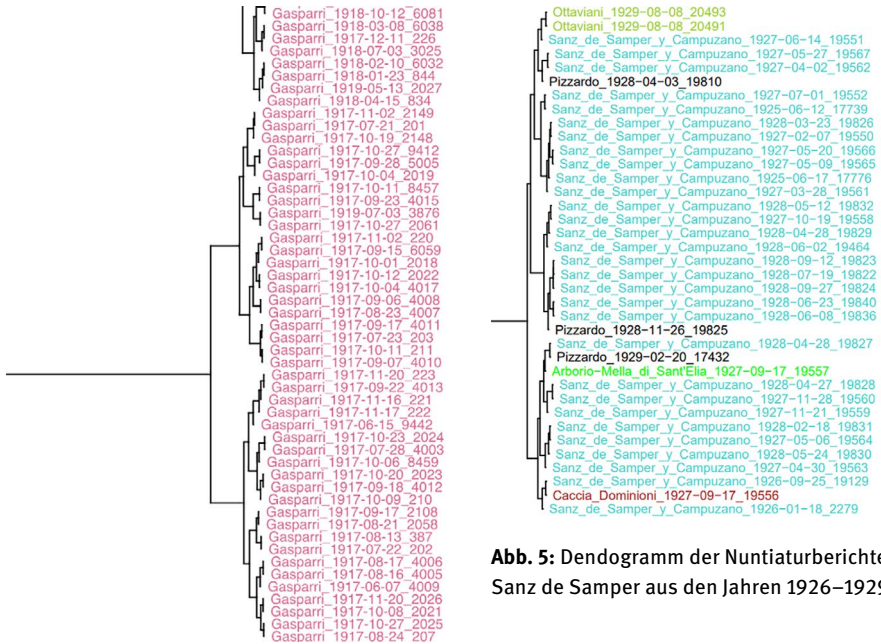 Gasparri_1918-10-12_6081
Gasparri_1918-03-08_6038
Gasparri_1917-12-11_226
Gasparri_1918-07-03_3025
Gasparri_1918-02-10_6032
Gasparri_1918-01-23_844
Gasparri_1919-05-13_2027
Gasparri_1918-04-15_834
Gasparri_1917-11-02_2149
Gasparri_1917-07-21_201
Gasparri_1917-10-19_2148
Gasparri_1917-10-27_9412
Gasparri_1917-09-28_5005
Gasparri_1917-10-04_2019
Gasparri_1917-10-11_8457
Gasparri_1917-09-23_4015
Gasparri_1919-07-03_3876
Gasparri_1917-10-27_2061
Gasparri_1917-11-02_220
Gasparri_1917-09-15_6059
Gasparri_1917-10-01_2018
Gasparri_1917-10-12_2022
Gasparri_1917-10-04_4017
Gasparri_1917-09-06_4008
Gasparri_1917-08-23_4007
Gasparri_1917-09-17_4011
Gasparri_1917-07-23_203
Gasparri_1917-10-11_211
Gasparri_1917-09-07_4010
Gasparri_1917-11-20_223
Gasparri_1917-09-22_4013
Gasparri_1917-11-16_221
Gasparri_1917-11-17_222
Gasparri_1917-06-15_9442
Gasparri_1917-10-23_2024
Gasparri_1917-07-28_4003
Gasparri_1917-10-06_8459
Gasparri_1917-10-20_2023
Gasparri_1917-09-18_4012
Gasparri_1917-10-09_210
Gasparri_1917-09-17_2108
Gasparri_1917-08-21_2058
Gasparri_1917-08-13_387
Gasparri_1917-07-22_202
Gasparri_1917-08-17_4006
Gasparri_1917-08-16_4005
Gasparri_1917-06-07_4009
Gasparri_1917-11-20_2026
Gasparri_1917-10-08_2021
Gasparri_1917-10-27_2025
Gasparri_1917-08-24_207
Ottaviani_1929-08-08_20493
Ottaviani_1929-08-08_20491
Sanz_de_Samper_y_Campuzano_1927-06-14_19551
Sanz_de_Samper_y_Campuzano_1927-05-27_19567
Sanz_de_Samper_y_Campuzano_1927-04-02_19562
Pizzardo_1928-04-03_19810
Sanz_de_Samper_y_Campuzano_1927-07-01_19552
Sanz_de_Samper_y_Campuzano_1925-06-12_17739
Sanz_de_Samper_y_Campuzano_1928-03-23_19826
Sanz_de_Samper_y_Campuzano_1927-02-07_19550
Sanz_de_Samper_y_Campuzano_1927-05-20_19566
Sanz_de_Samper_y_Campuzano_1927-05-09_19565
Sanz_de_Samper_y_Campuzano_1925-06-17_17776
Sanz_de_Samper_y_Campuzano_1927-03-28_19561
Sanz_de_Samper_y_Campuzano_1928-05-12_19832
Sanz_de_Samper_y_Campuzano_1927-10-19_19558
Sanz_de_Samper_y_Campuzano_1928-04-28_19829
Sanz_de_Samper_y_Campuzano_1928-06-02_19464
Sanz_de_Samper_y_Campuzano_1928-09-12_19823
Sanz_de_Samper_y_Campuzano_1928-07-19_19822
Sanz_de_Samper_y_Campuzano_1928-09-27_19824
Sanz_de_Samper_y_Campuzano_1928-06-23_19840
Sanz_de_Samper_y_Campuzano_1928-06-08_19836
Pizzardo_1928-11-26_19825
Sanz_de_Samper_y_Campuzano_1928-04-28_19827
Pizzardo_1929-02-20_17432
Arborio-Mella_di_Sant'Elia_1927-09-17_19557
Sanz_de_Samper_y_Campuzano_1928-04-27_19828
Sanz_de_Samper_y_Campuzano_1927-11-28_19560
Sanz_de_Samper_y_Campuzano_1927-11-21_19559
Sanz_de_Samper_y_Campuzano_1928-02-18_19831
Sanz_de_Samper_y_Campuzano_1927-05-06_19564
Sanz_de_Samper_y_Campuzano_1928-05-24_19830
Sanz_de_Samper_y_Campuzano_1927-04-30_19563
Sanz_de_Samper_y_Campuzano_1926-09-25_19129
Caccia_Dominioni_1927-09-17_19556
Sanz_de_Samper_y_Campuzano_1926-01-18_2279
Abb. 5: Dendogramm der Nuntiaturberichte
Sanz de Samper aus den Jahren 1926–1929